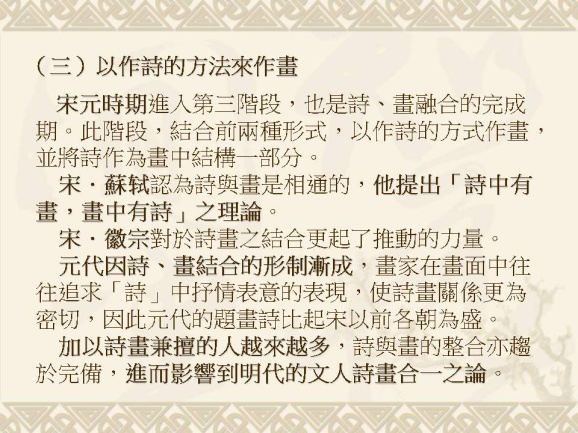 （三）以作詩的方法來作畫
宋元時期進入第三階段，也是詩、畫融合的完成
期。此階段，結合前兩種形式，以作詩的方式作畫，
並將詩作為畫中結構一部分。
宋．蘇轼認為詩與畫是相通的，他提出「詩中有
畫，畫中有詩」之理論。
宋．徽宗對於詩畫之結合更起了推動的力量。
元代因詩、畫結合的形制漸成，畫家在畫面中往
往追求「詩」中抒情表意的表現，使詩畫關係更為
密切，因此元代的題畫詩比起宋以前各朝為盛。
加以詩畫兼擅的人越來越多，詩與畫的整合亦趨
於完備，進而影響到明代的文人詩畫合一之論。